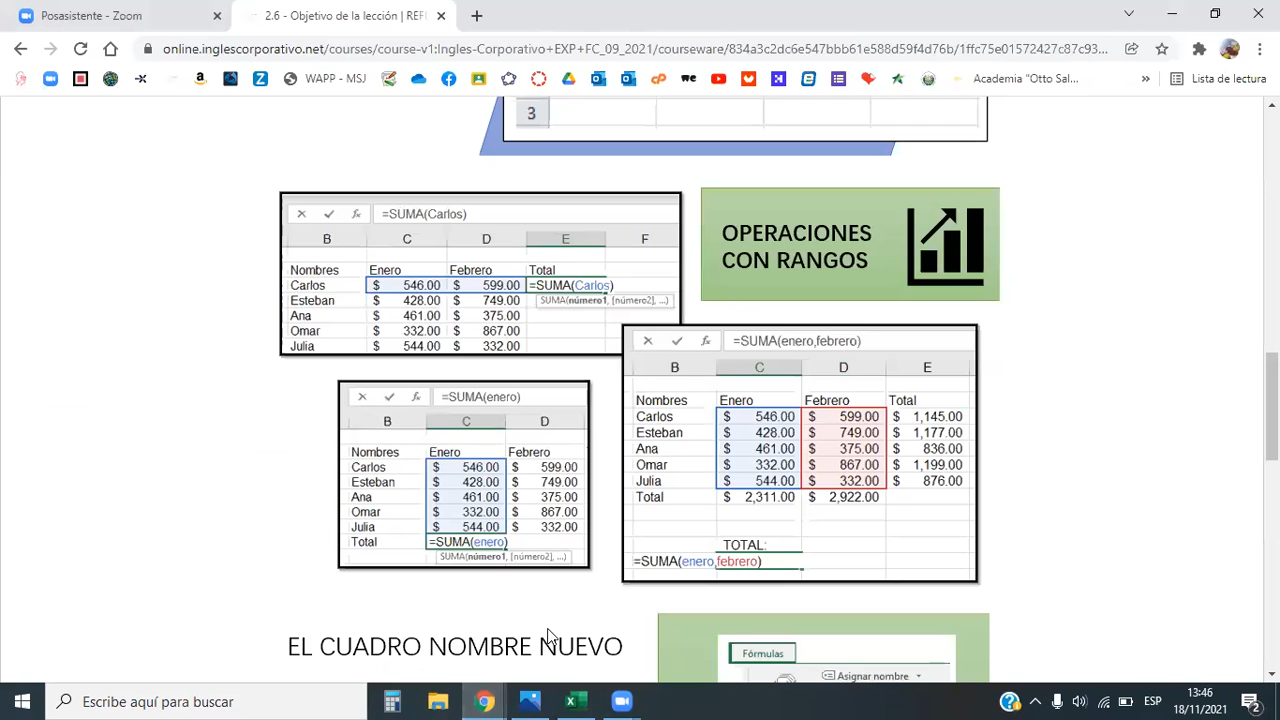 Posasistente - Zoom
2.6 - Objetivo de la lección | REFU
online.inglescorporativo.net/courses/course-v1:Ingles-Corporativo+EXP+FC_09_2021/courseware/834a3c2dc6e547bbb61e588d59f4d76b/1ffc75e01572427c87c93...
WAPP - MSJ
Academia "Otto Sal...
Lista de lectura
3
=SUMA(Carlos)
B C D E F
Nombres Enero Febrero Total
Carlos $ 546.00 $ 599.00 =SUMA(Carlos)
SUMA(número1, [número2], ...)
Esteban $ 428.00 $ 749.00
Ana $ 461.00 $ 375.00
Omar $ 332.00 $ 867.00
Julia $ 544.00 $ 332.00
OPERACIONES
CON RANGOS
=SUMA(enero)
B C D
Nombres Enero Febrero
Carlos $ 546.00 $ 599.00
Esteban $ 428.00 $ 749.00
Ana $ 461.00 $ 375.00
Omar $ 332.00 $ 867.00
Julia $ 544.00 $ 332.00
Total =SUMA(enero)
SUMA(número1, [número2], ...)
=SUMA(enero,febrero)
B C D E
Nombres Enero Febrero Total
Carlos $ 546.00 $ 599.00 $ 1,145.00
Esteban $ 428.00 $ 749.00 $ 1,177.00
Ana $ 461.00 $ 375.00 $ 836.00
Omar $ 332.00 $ 867.00 $ 1,199.00
Julia $ 544.00 $ 332.00 $ 876.00
Total $ 2,311.00 $ 2,922.00
TOTAL:
=SUMA(enero,febrero)
EL CUADRO NOMBRE NUEVO
Fórmulas
Asignar nombre
Escribe aquí para buscar
ESP
13:46
18/11/2021
2